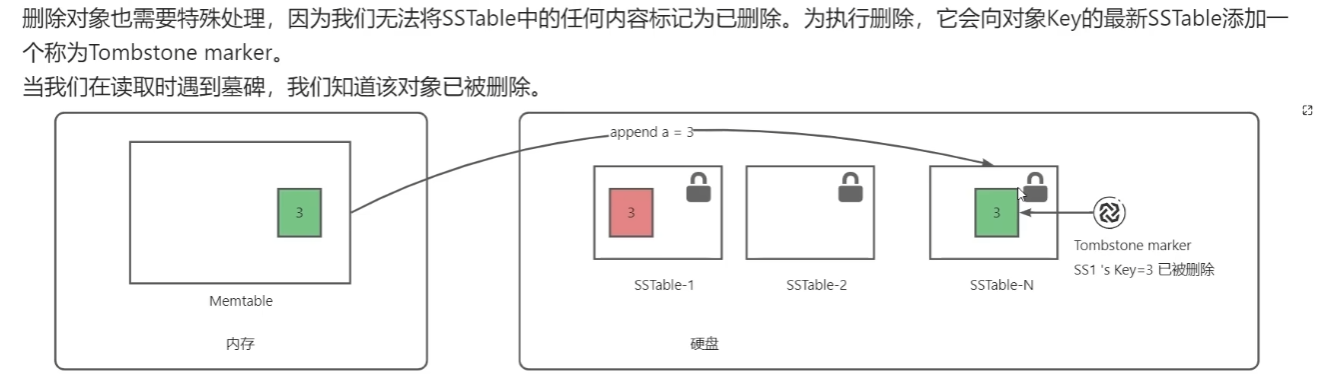 删除对象也需要特殊处理，因为我们无法将SSTable中的任何内容标记为已删除。为执行删除，它会向对象Key的最新SSTable添加一
个称为Tombstone marker。
当我们在读取时遇到墓碑，我们知道该对象已被删除。
append a = 3
3
3
3
Tombstone marker
SS1 's Key=3 已被删除
SSTable-1
SSTable-2
SSTable-N
Memtable
内存
硬盘